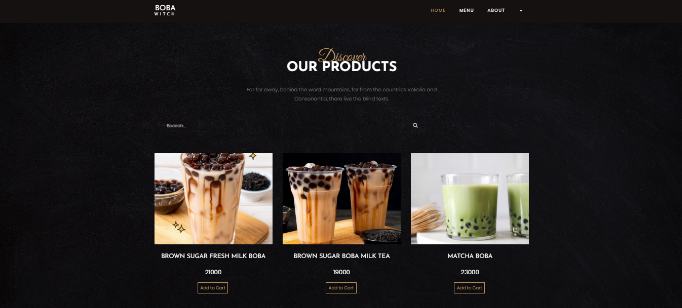 BOBA
WITCH
HOME MENU ABOUT
Discover
OUR PRODUCTS
Far far away, behind the word mountains, far from the countries Vokalia and
Consonantia, there live the blind texts.
Search...
BROWN SUGAR FRESH MILK BOBA
21000
Add to Cart
BROWN SUGAR BOBA MILK TEA
19000
Add to Cart
MATCHA BOBA
23000
Add to Cart